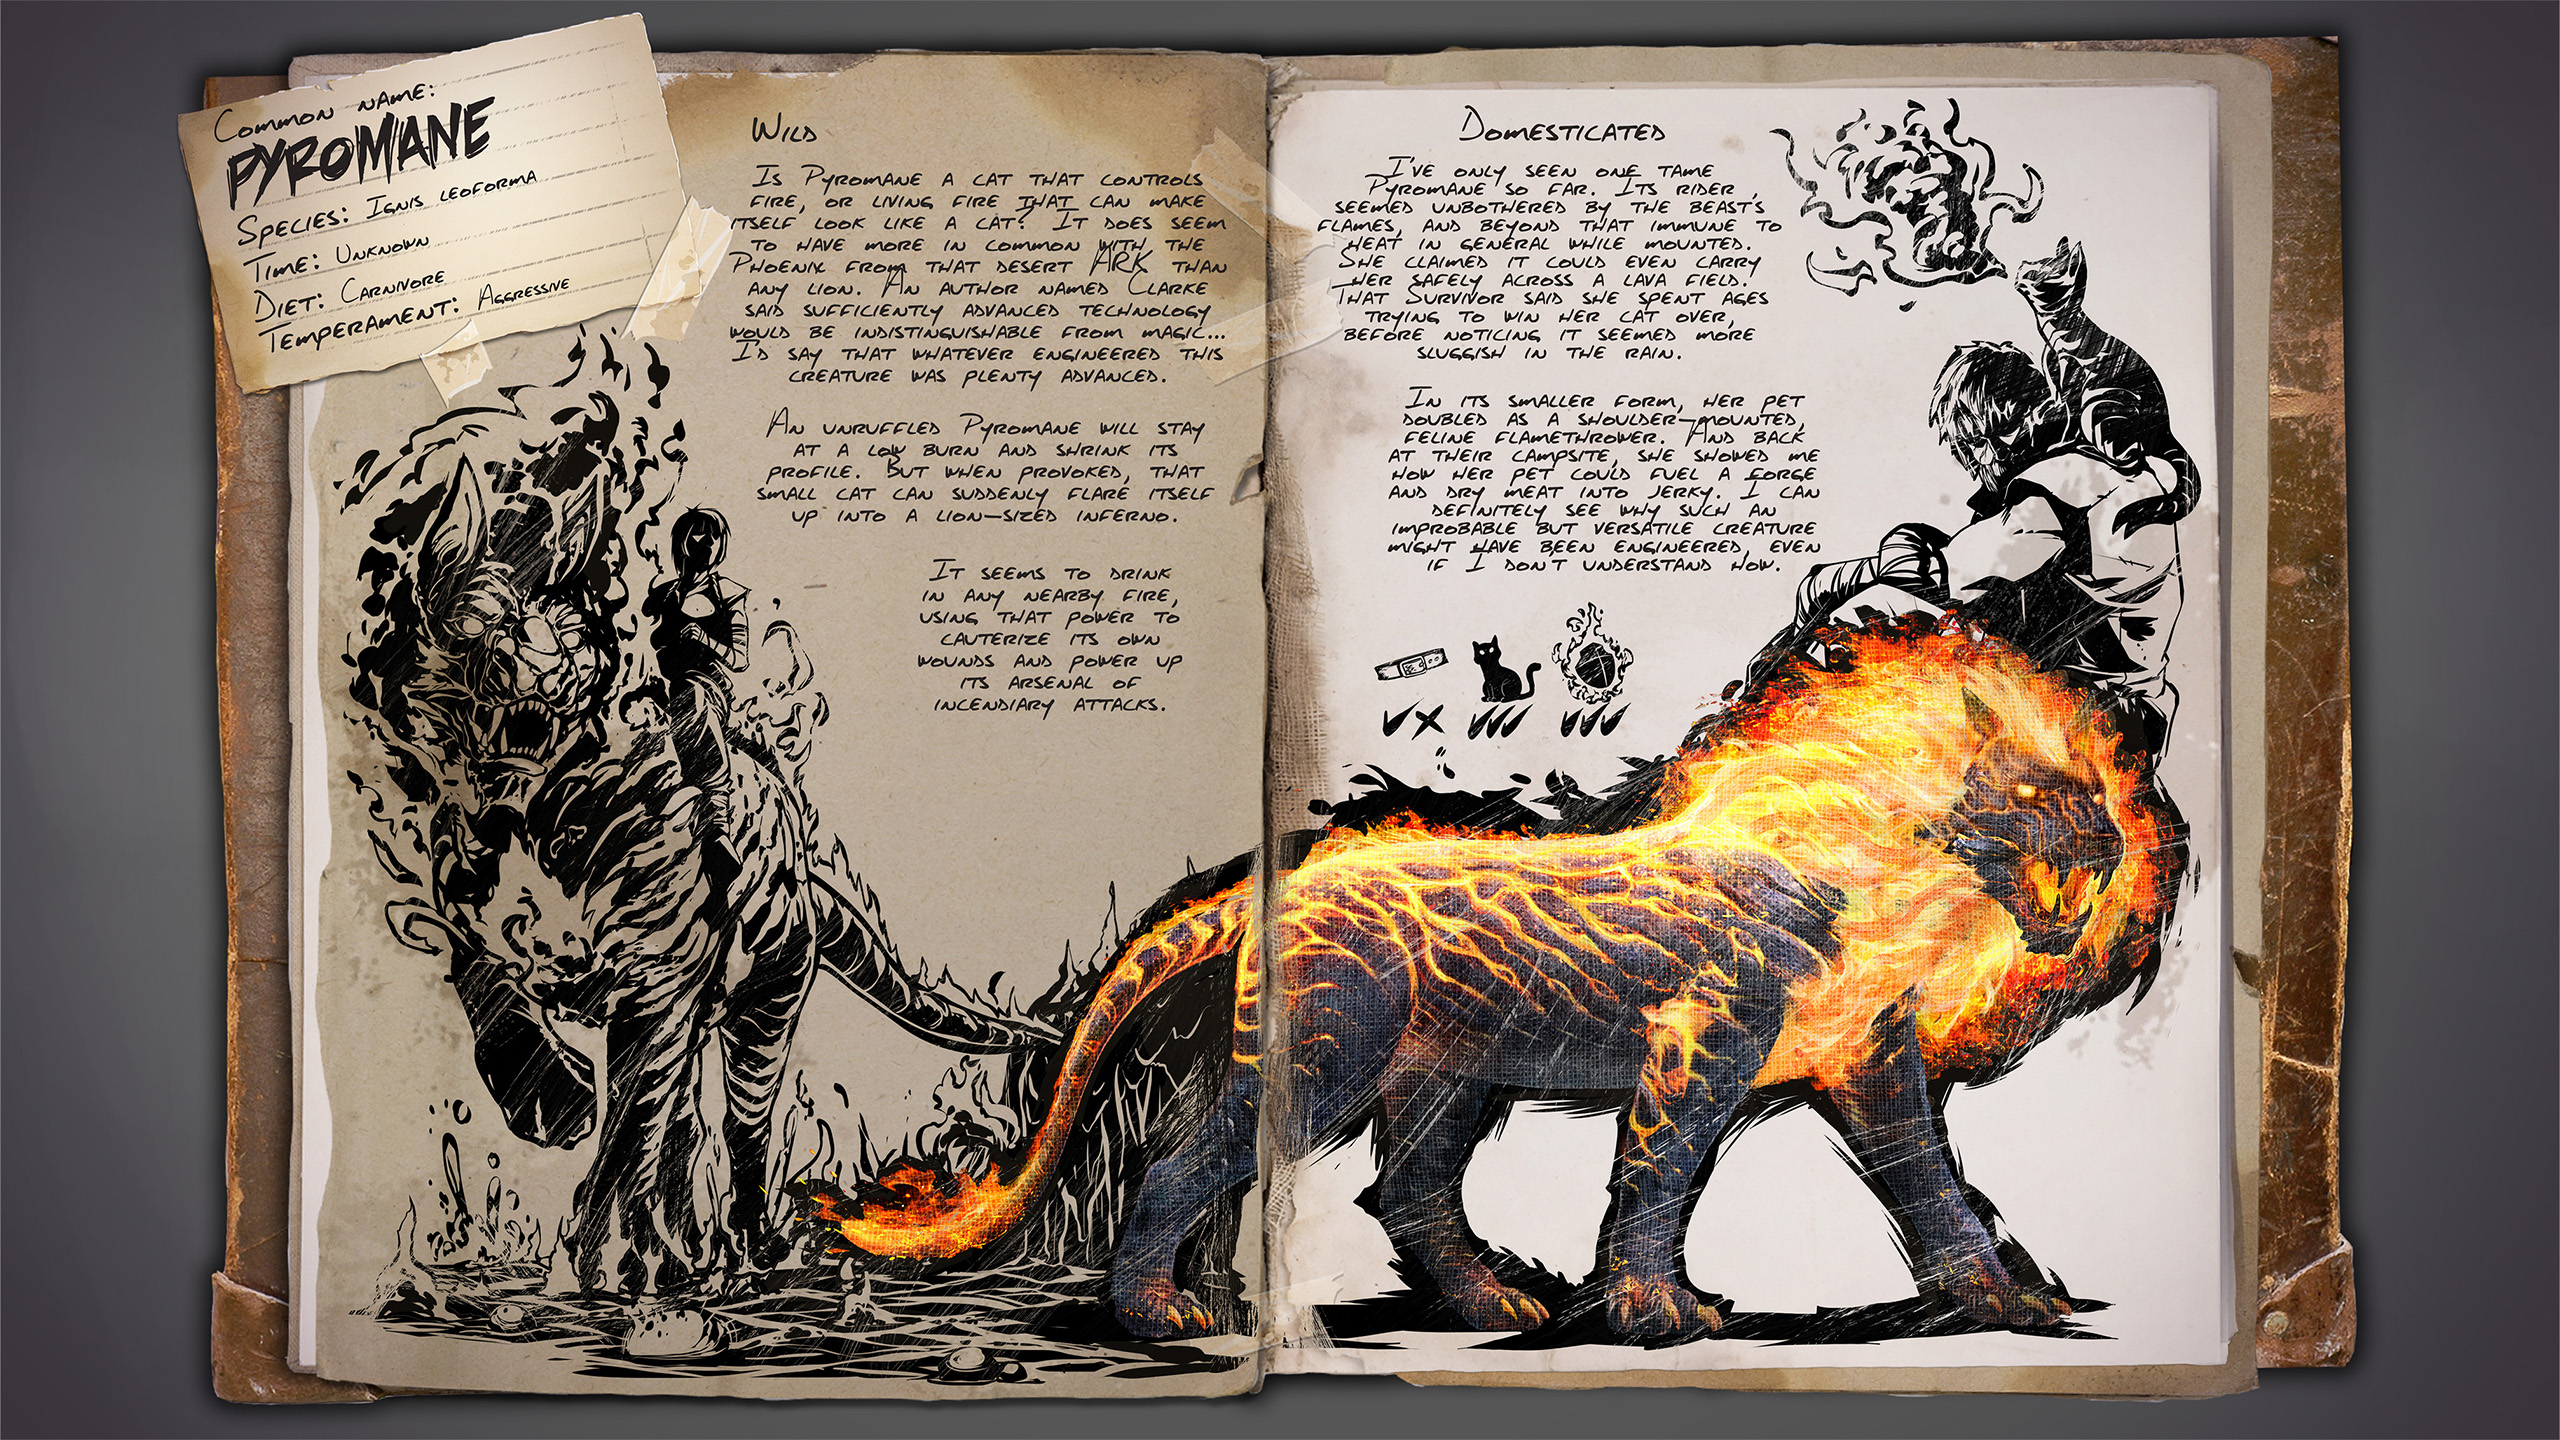 Common name:
PYROMANE
Species: Ignis leoforma
Time: Unknown
Diet: Carnivore
Temperament: Aggressive
Wild
Is Pyromane a cat that controls
fire, or living fire that can make
itself look like a cat? It does seem
to have more in common with the
Phoenix from that desert ARK than
any lion. An author named Clarke
said sufficiently advanced technology
would be indistinguishable from magic...
I'd say that whatever engineered this
creature was plenty advanced.
An unruffled Pyromane will stay
at a low burn and shrink its
profile. But when provoked, that
small cat can suddenly flare itself
up into a lion-sized inferno.
It seems to drink
in any nearby fire,
using that power to
cauterize its own
wounds and power up
its arsenal of
incendiary attacks.
Domesticated
I've only seen one tame
Pyromane so far. Its rider
seemed unbothered by the beast's
flames, and beyond that immune to
heat in general while mounted.
She claimed it could even carry
her safely across a lava field.
That Survivor said she spent ages
trying to win her cat over,
before noticing it seemed more
sluggish in the rain.
In its smaller form, her pet
doubled as a shoulder-mounted,
feline flamethrower. And back
at their campsite, she showed me
how her pet could fuel a forge
and dry meat into jerky. I can
definitely see why such an
improbable but versatile creature
might have been engineered, even
if I don't understand how.